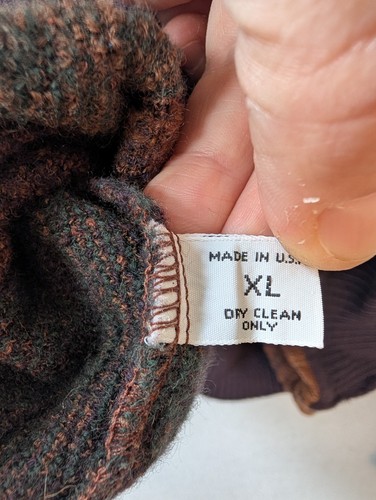 MADE IN U.S.
XL
DRY CLEAN
ONLY